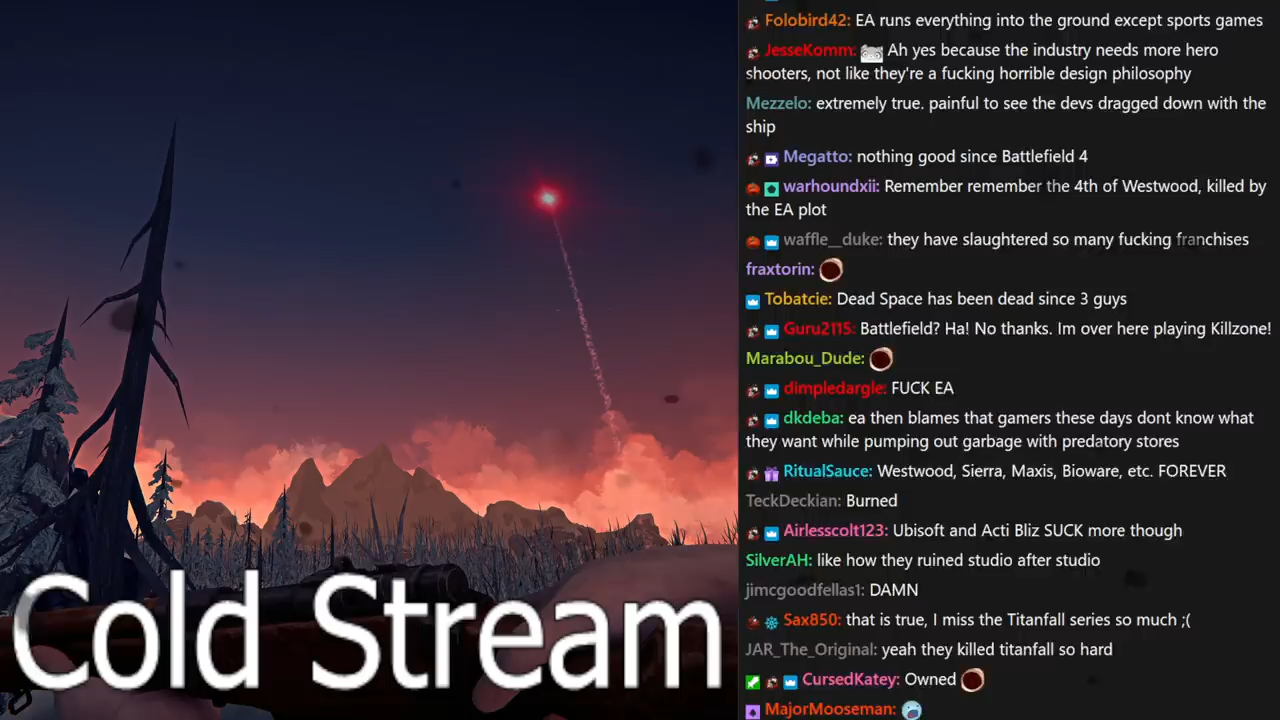 Folobird42: EA runs everything into the ground except sports games
JesseKomm: Ah yes because the industry needs more hero
shooters, not like they're a fucking horrible design philosophy
Mezzelo: extremely true. painful to see the devs dragged down with the
ship
Megatto: nothing good since Battlefield 4
warhoundxii: Remember remember the 4th of Westwood, killed by
the EA plot
waffle__duke: they have slaughtered so many fucking franchises
fraxtorin:
Tobatcie: Dead Space has been dead since 3 guys
Guru2115: Battlefield? Ha! No thanks. Im over here playing Killzone!
Marabou_Dude:
dimpledargle: FUCK EA
dkdeba: ea then blames that gamers these days dont know what
they want while pumping out garbage with predatory stores
RitualSauce: Westwood, Sierra, Maxis, Bioware, etc. FOREVER
TeckDeckian: Burned
Airlesscolt123: Ubisoft and Acti Bliz SUCK more though
SilverAH: like how they ruined studio after studio
jimcgoodfellas1: DAMN
Sax850: that is true, I miss the Titanfall series so much ;(
JAR_The_Original: yeah they killed titanfall so hard
CursedKatey: Owned
MajorMooseman:
Cold Stream